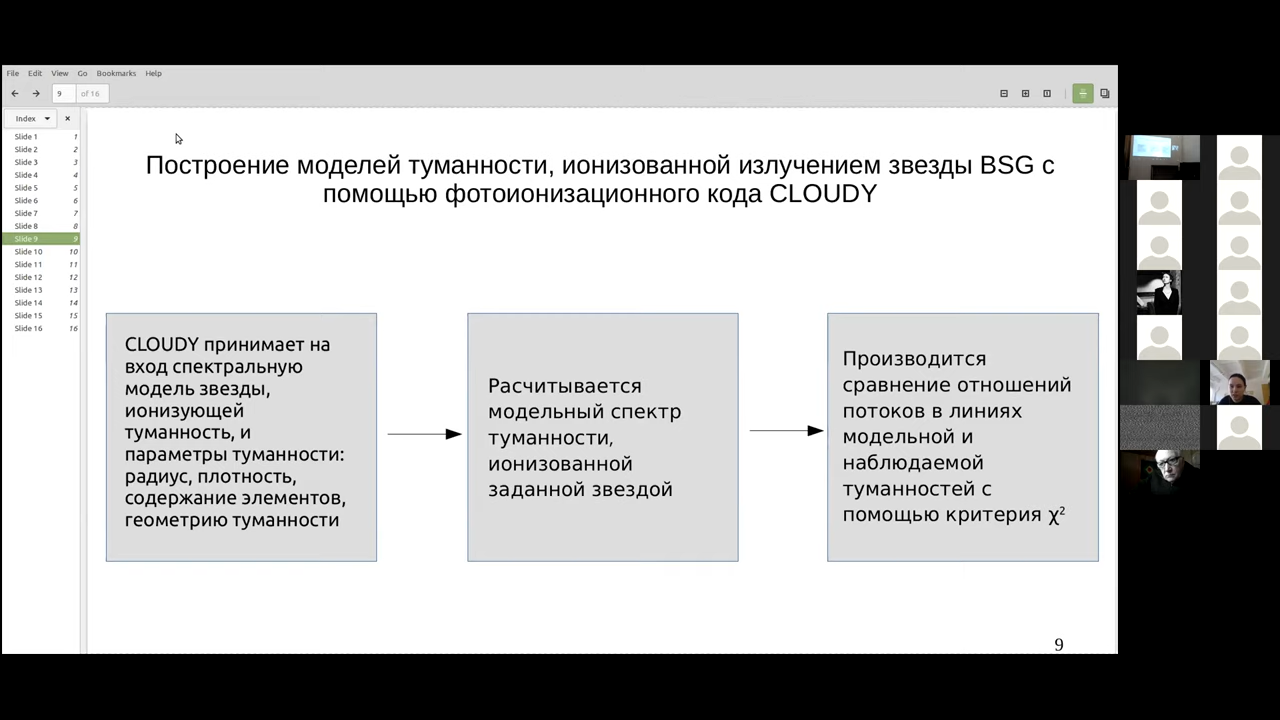 File Edit View Go Bookmarks Help
9 of 16
Index
Slide 1 1
Slide 2 2
Slide 3 3
Slide 4 4
Slide 5 5
Slide 6 6
Slide 7 7
Slide 8 8
Slide 9 9
Slide 10 10
Slide 11 11
Slide 12 12
Slide 13 13
Slide 14 14
Slide 15 15
Slide 16 16
Построение моделей туманности, ионизованной излучением звезды BSG с
помощью фотоионизационного кода CLOUDY
CLOUDY принимает на
вход спектральную
модель звезды,
ионизующей
туманность, и
параметры туманности:
радиус, плотность,
содержание элементов,
геометрию туманности
Расчитывается
модельный спектр
туманности,
ионизованной
заданной звездой
Производится
сравнение отношений
потоков в линиях
модельной и
наблюдаемой
туманностей с
помощью критерия χ²
9